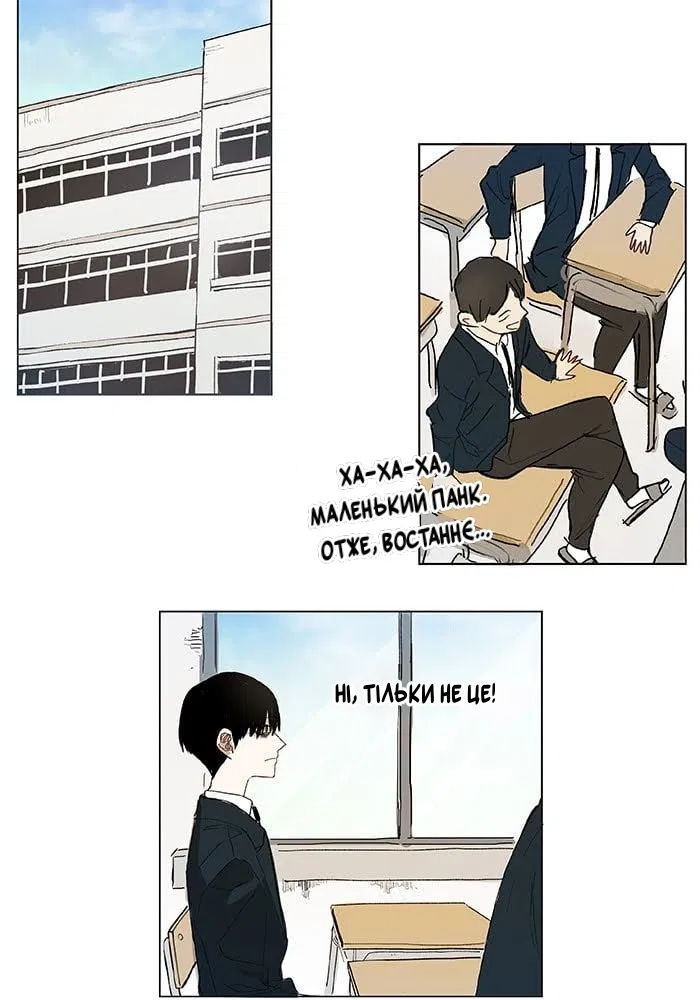 ХА-ХА-ХА,
МАЛЕНЬКИЙ ПАНК.
ОТЖЕ, ВОСТАННЄ...
НІ, ТІЛЬКИ НЕ ЦЕ!